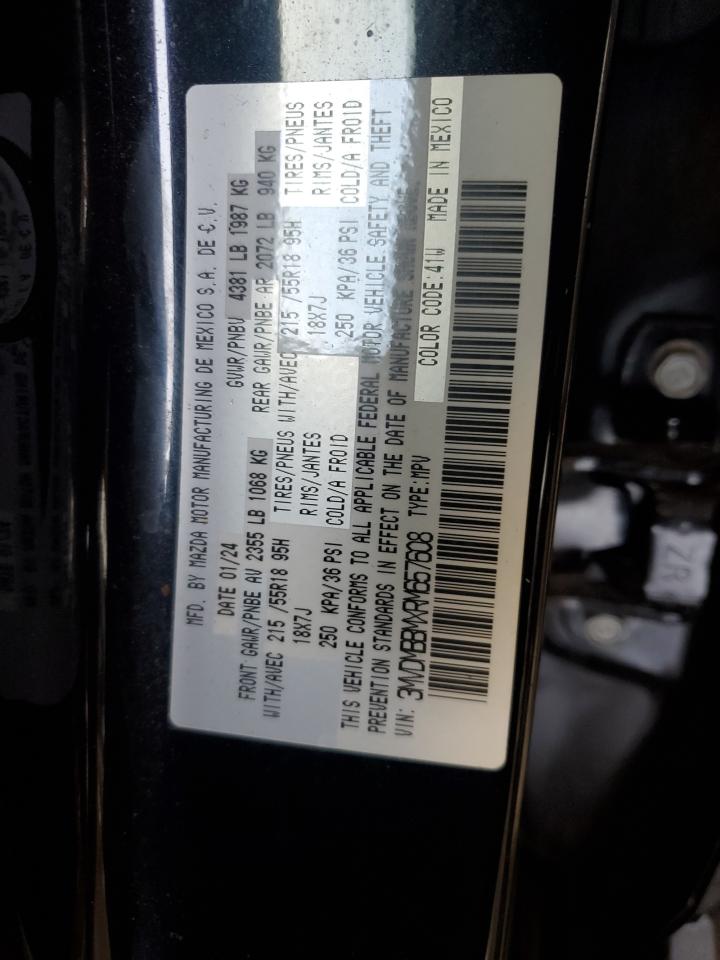 MFD. BY MAZDA MOTOR MANUFACTURING DE MEXICO S.A. DE C.V.
DATE 01/24 GVWR/PNBV 4381 LB 1987 KG
FRONT GAWR/PNBE AV 2355 LB 1068 KG REAR GAWR/PNBE AR 2072 LB 940 KG
WITH/AVEC 215 /55R18 95H TIRES/PNEUS WITH/AVEC 215 /55R18 95H TIRES/PNEUS
18X7J RIMS/JANTES 18X7J RIMS/JANTES
250 KPA/36 PSI COLD/A FROID 250 KPA/36 PSI COLD/A FROID
THIS VEHICLE CONFORMS TO ALL APPLICABLE FEDERAL MOTOR VEHICLE SAFETY AND THEFT
PREVENTION STANDARDS IN EFFECT ON THE DATE OF MANUFACTURE SHOWN ABOVE.
VIN: 3MVDMBBMXRM657608 TYPE:MPV COLOR CODE:41W MADE IN MEXICO